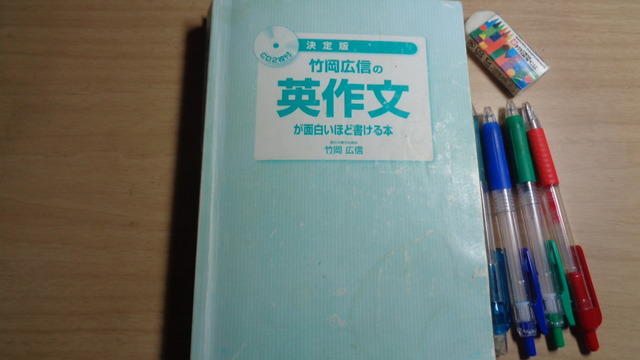 CD2枚付
決定版
竹岡広信の
英作文
が面白いほど書ける本
竹岡 広信